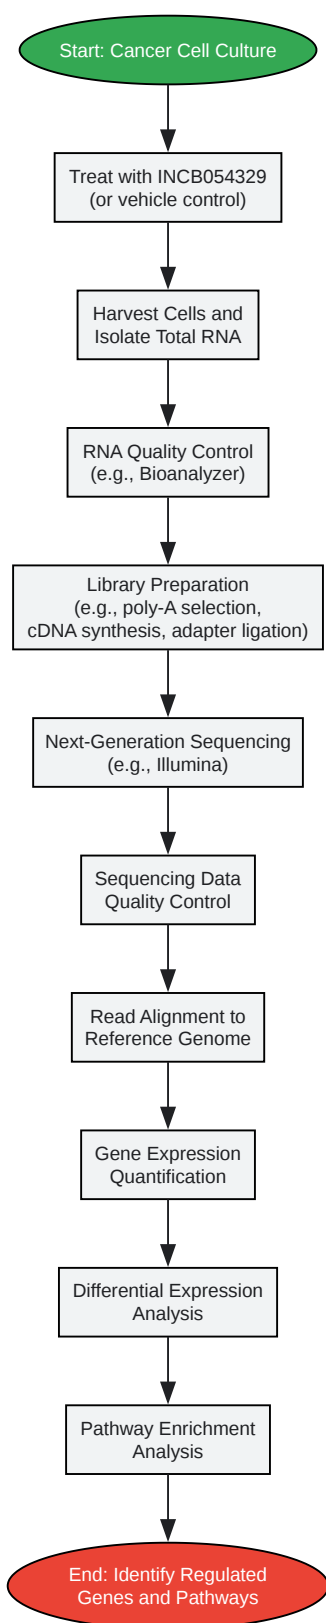 Start: Cancer Cell Culture
Treat with INCB054329
(or vehicle control)
Harvest Cells and
Isolate Total RNA
RNA Quality Control
(e.g., Bioanalyzer)
Library Preparation
(e.g., poly-A selection,
cDNA synthesis, adapter ligation)
Next-Generation Sequencing
(e.g., Illumina)
Sequencing Data
Quality Control
Read Alignment to
Reference Genome
Gene Expression
Quantification
Differential Expression
Analysis
Pathway Enrichment
Analysis
End: Identify Regulated
Genes and Pathways